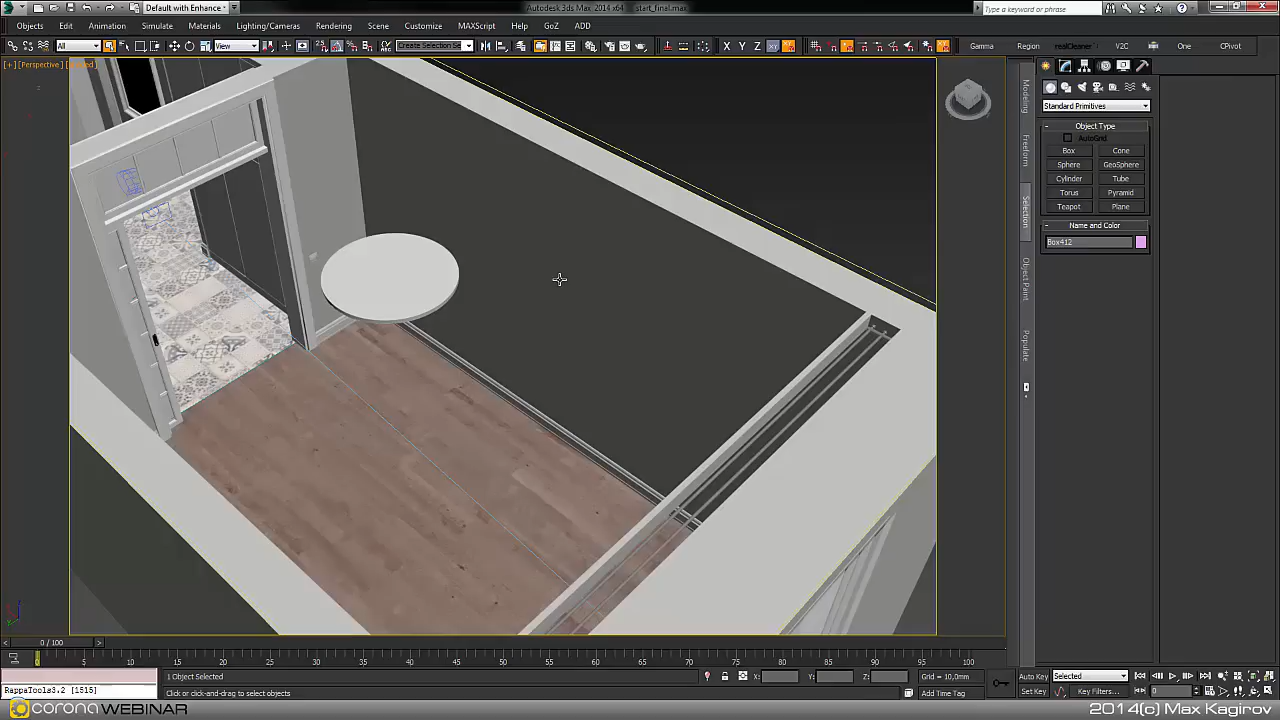 Default with Enhance
Autodesk 3ds Max 2014 x64 start_final.max
Type a keyword or phrase
Objects Edit Animation Simulate Materials Lighting/Cameras Rendering Scene Customize MAXScript Help GoZ ADD
All View Create Selection Se X Y Z Gamma Region realCleaner V2C One CPivot
[+] [Perspective]
Standard Primitives
Object Type
AutoGrid
Box Cone
Sphere GeoSphere
Cylinder Tube
Torus Pyramid
Teapot Plane
Name and Color
Box412
Modeling
Freeform
Selection
Object Paint
Populate
0 / 100
0 5 10 15 20 25 30 35 40 45 50 55 60 65 70 75 80 85 90 95 100
1 Object Selected X: Y: Z: Grid = 10,0mm Auto Key Selected
RappaTools3.2 [1515] Click or click-and-drag to select objects Add Time Tag Set Key Key Filters... 0
corona WEBINAR
2014(c) Max Kagirov